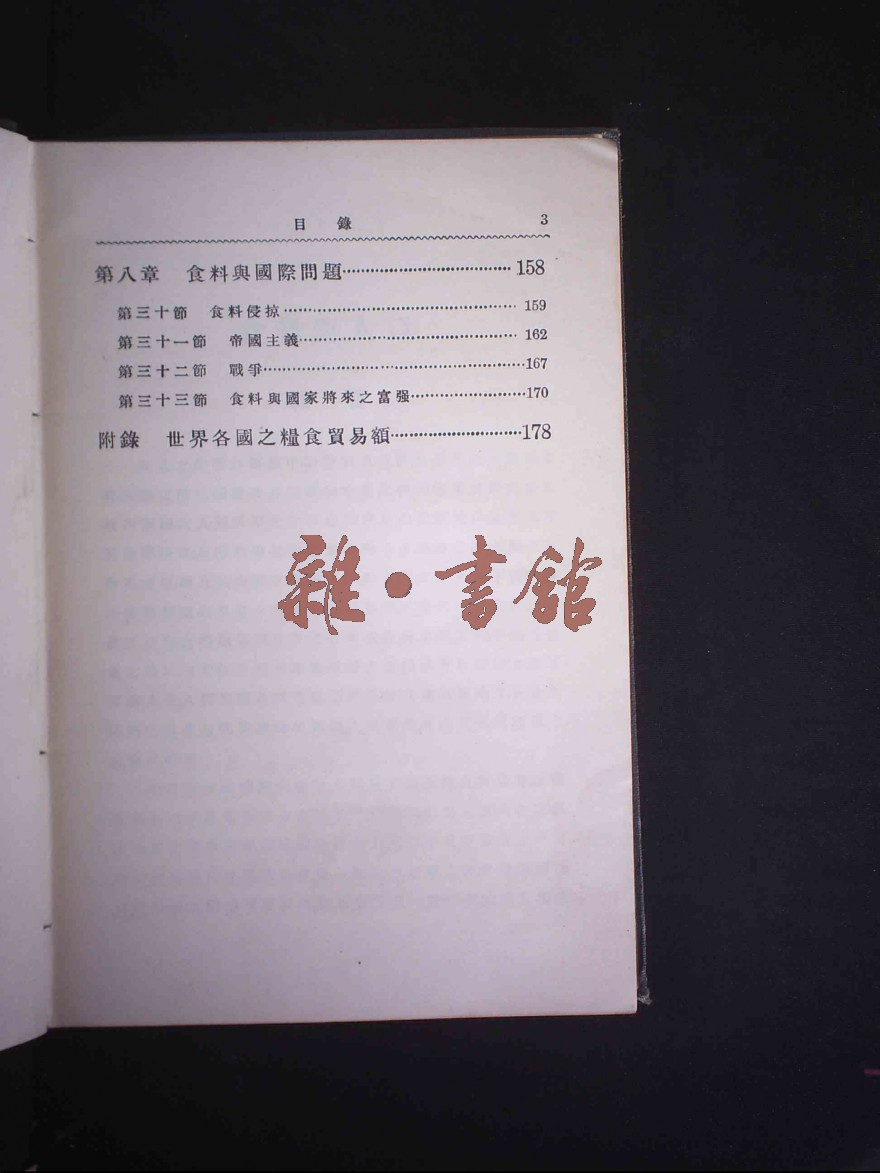 目錄 3
第八章 食料與國際問題 158
第三十節 食料侵掠 159
第三十一節 帝國主義 162
第三十二節 戰爭 167
第三十三節 食料與國家將來之富强 170
附錄 世界各國之糧食貿易額 178
雜·書館